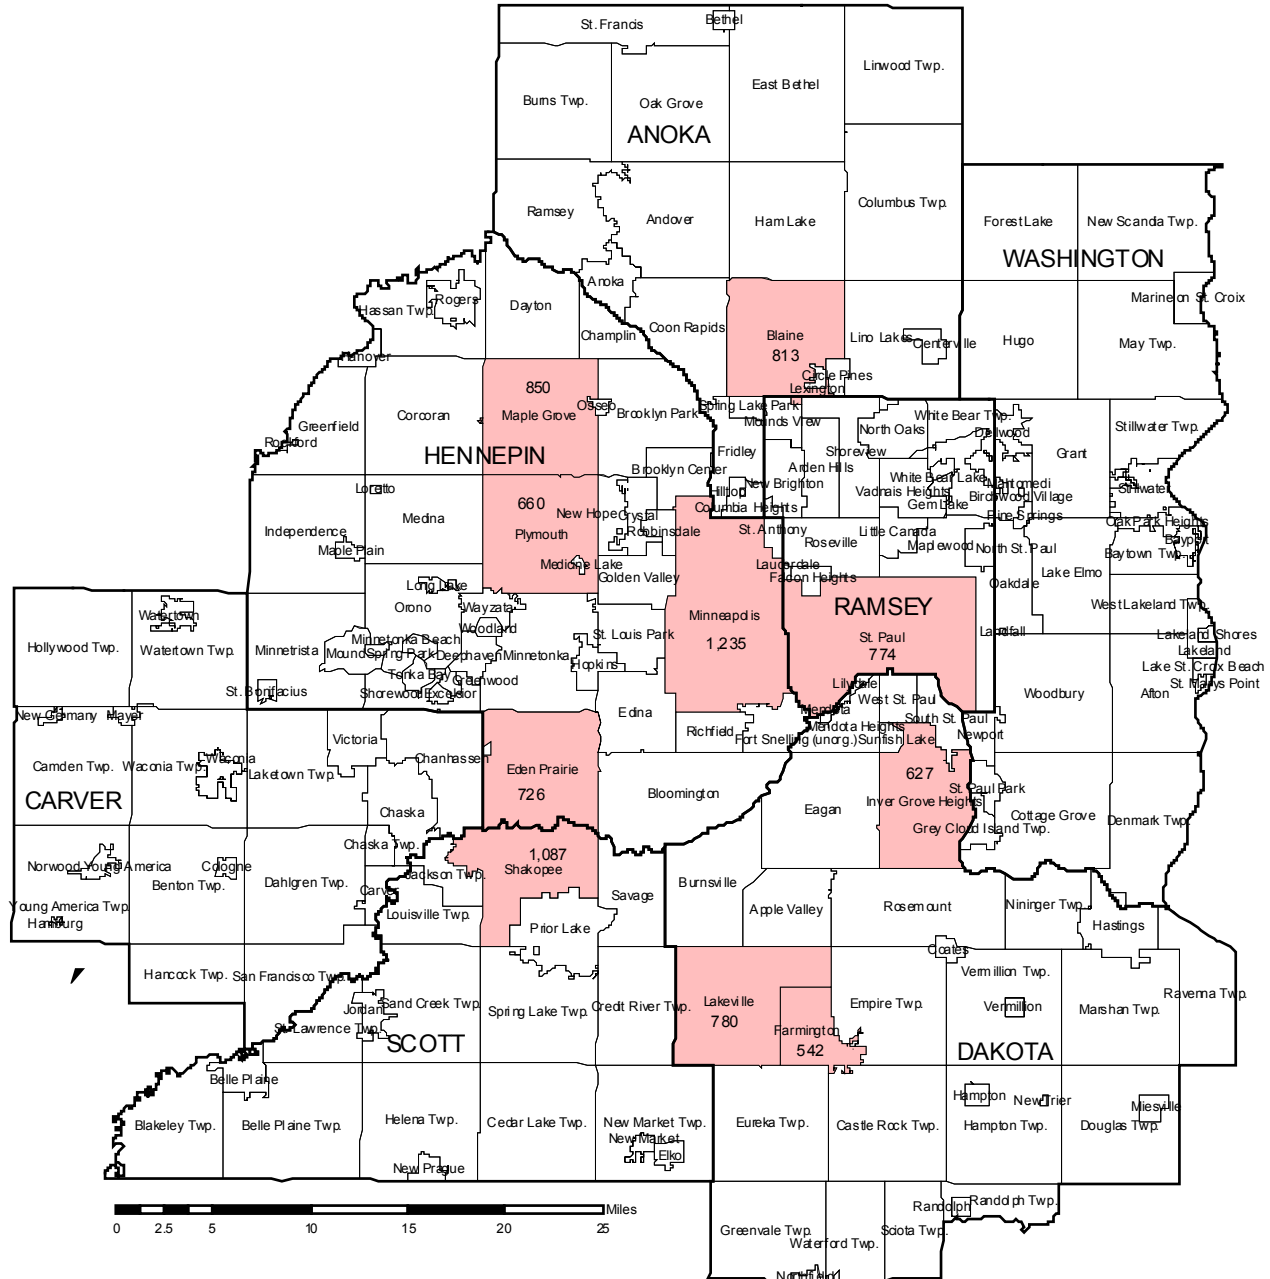 St. Francis
Bethel
Linwood Twp.
East Bethel
Burns Twp.
Oak Grove
ANOKA
Ramsey
Andover
Ham Lake
Columbus Twp.
Forest Lake
New Scandia Twp.
WASHINGTON
Anoka
Rogers
Hassan Twp.
Dayton
Champlin
Coon Rapids
Blaine
813
Lino Lakes
Centerville
Hugo
May Twp.
Marine on St. Croix
Hanover
Circle Pines
Lexington
850
Maple Grove
Osseo
Brooklyn Park
Spring Lake Park
Mounds View
North Oaks
White Bear Twp.
Dellwood
Stillwater Twp.
Greenfield
Corcoran
Rockford
HENNEPIN
Fridley
Shoreview
Grant
Brooklyn Center
Arden Hills
New Brighton
White Bear Lake
Vadnais Heights
Gem Lake
Mahtomedi
Birchwood Village
Stillwater
Loretto
Medina
660
Plymouth
New Hope
Crystal
Robbinsdale
Hilltop
Columbia Heights
Pine Springs
Oak Park Heights
Bayport
Independence
Maple Plain
St. Anthony
Roseville
Little Canada
Maplewood
North St. Paul
Baytown Twp.
Medicine Lake
Golden Valley
Lauderdale
Falcon Heights
Lake Elmo
Oakdale
Long Lake
Orono
Wayzata
Woodland
Minneapolis
1,235
RAMSEY
St. Paul
774
West Lakeland Twp.
Landfall
Lakeland Shores
Lakeland
Lake St. Croix Beach
St. Marys Point
Hollywood Twp.
Watertown
Watertown Twp.
Minnetrista
Minnetonka Beach
Mound
Spring Park
Deephaven
Minnetonka
St. Louis Park
Hopkins
Tonka Bay
Greenwood
Shorewood
Excelsior
St. Bonifacius
Lilydale
West St. Paul
Mendota
Mendota Heights
South St. Paul
Newport
Woodbury
Afton
New Germany
Mayer
Edina
Richfield
Fort Snelling (unorg.)
Sunfish Lake
Victoria
Chanhassen
Camden Twp.
Waconia Twp.
Waconia
Laketown Twp.
CARVER
Eden Prairie
726
Bloomington
Eagan
627
Inver Grove Heights
St. Paul Park
Cottage Grove
Grey Cloud Island Twp.
Denmark Twp.
Chaska
Chaska Twp.
Norwood Young America
Cologne
Benton Twp.
Dahlgren Twp.
Carver
Jackson Twp.
1,087
Shakopee
Savage
Burnsville
Young America Twp.
Hamburg
Louisville Twp.
Prior Lake
Apple Valley
Rosemount
Nininger Twp.
Hastings
Coates
Hancock Twp.
San Francisco Twp.
Vermillion Twp.
Vermillion
Marshan Twp.
Ravenna Twp.
Jordan
Sand Creek Twp.
Spring Lake Twp.
Credit River Twp.
Lakeville
780
Farmington
542
Empire Twp.
St. Lawrence Twp.
SCOTT
DAKOTA
Belle Plaine
Hampton
New Trier
Miesville
Blakeley Twp.
Belle Plaine Twp.
Helena Twp.
Cedar Lake Twp.
New Market Twp.
New Market
Elko
Eureka Twp.
Castle Rock Twp.
Hampton Twp.
Douglas Twp.
New Prague
Randolph
Randolph Twp.
Greenvale Twp.
Waterford Twp.
Sciota Twp.
Northfield
Miles
0 2.5 5 10 15 20 25